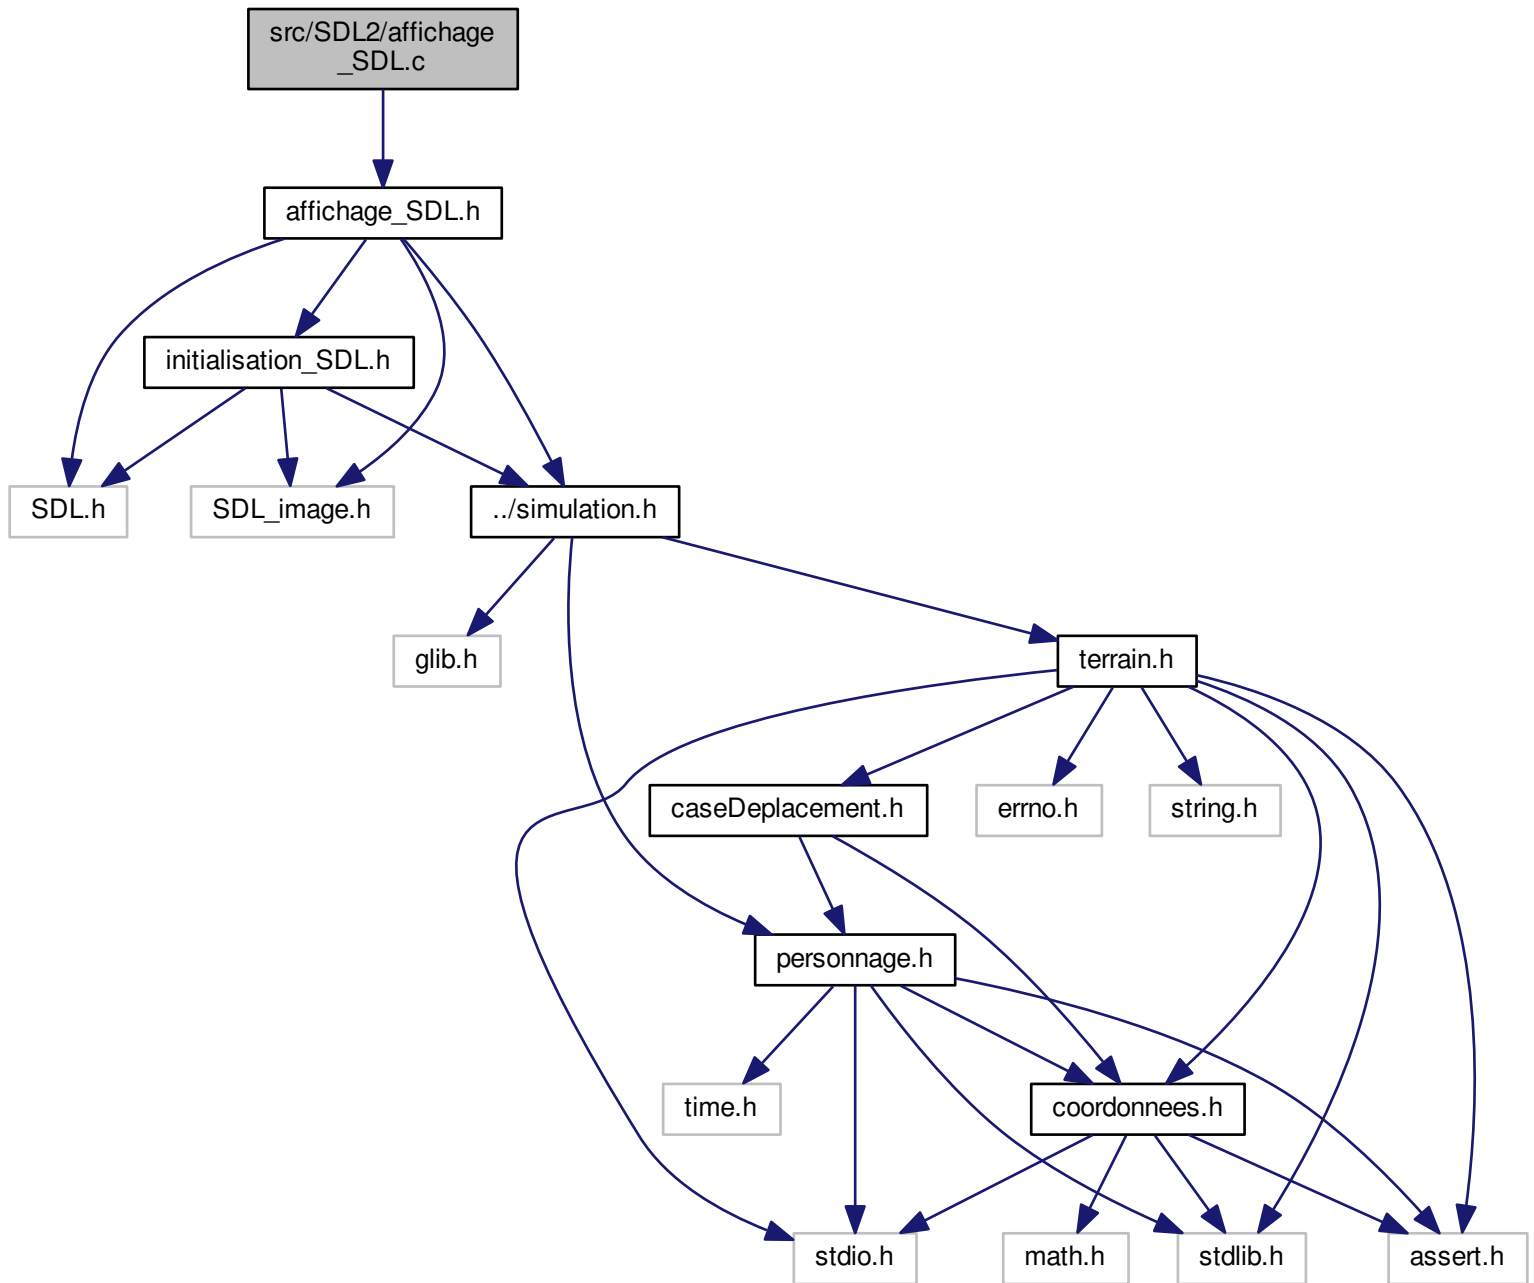 src/SDL2/affichage
_SDL.c
affichage_SDL.h
initialisation_SDL.h
SDL.h
SDL_image.h
../simulation.h
glib.h
terrain.h
caseDeplacement.h
errno.h
string.h
personnage.h
time.h
coordonnees.h
stdio.h
math.h
stdlib.h
assert.h